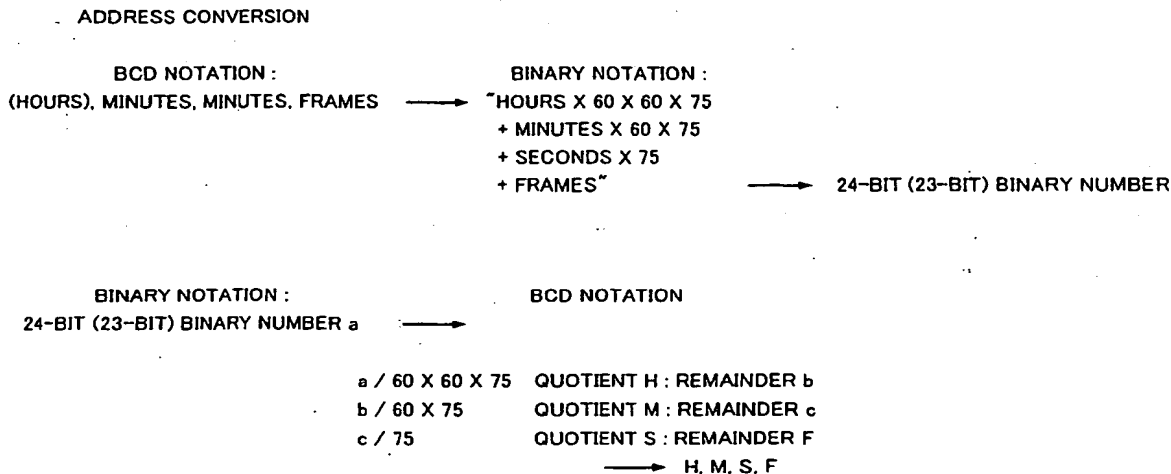 ADDRESS CONVERSION
BCD NOTATION :
(HOURS), MINUTES, MINUTES, FRAMES
BINARY NOTATION :
"HOURS X 60 X 60 X 75
+ MINUTES X 60 X 75
+ SECONDS X 75
+ FRAMES"
24-BIT (23-BIT) BINARY NUMBER
BINARY NOTATION :
24-BIT (23-BIT) BINARY NUMBER a
BCD NOTATION
a / 60 X 60 X 75 QUOTIENT H : REMAINDER b
b / 60 X 75 QUOTIENT M : REMAINDER c
c / 75 QUOTIENT S : REMAINDER F
H, M, S, F